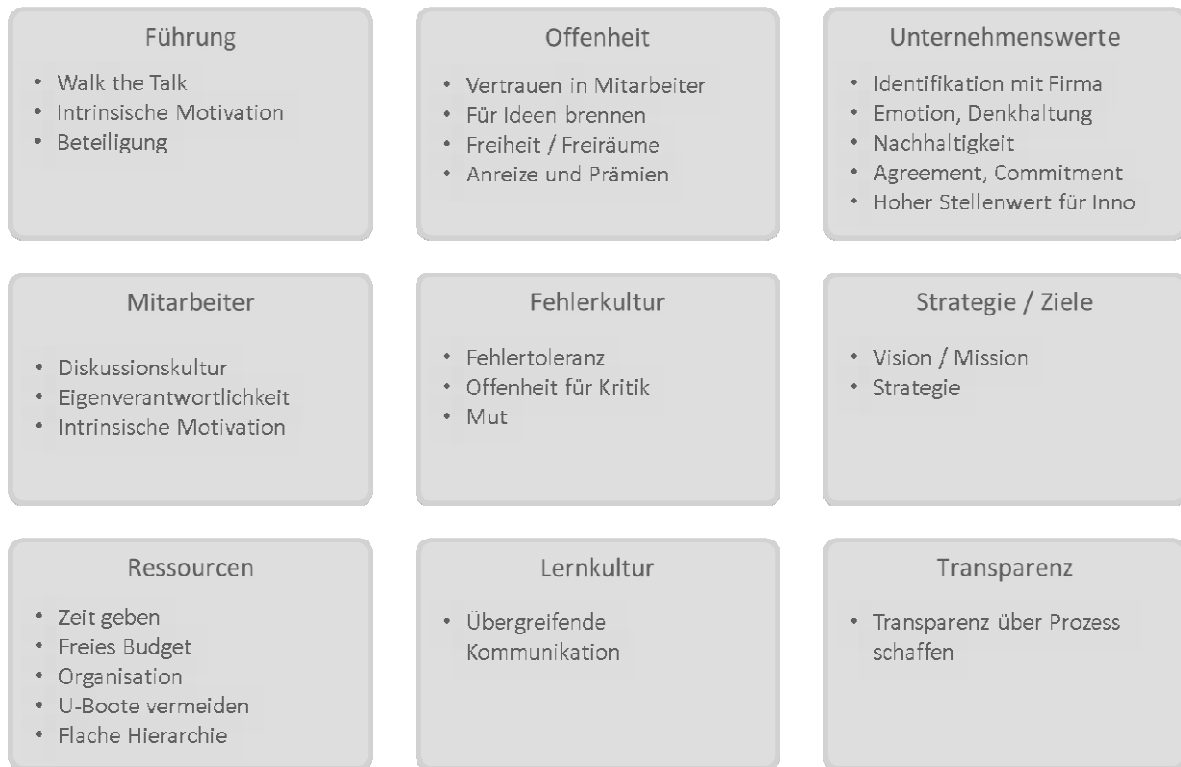 Führung
• Walk the Talk
• Intrinsische Motivation
• Beteiligung
Offenheit
• Vertrauen in Mitarbeiter
• Für Ideen brennen
• Freiheit / Freiräume
• Anreize und Prämien
Unternehmenswerte
• Identifikation mit Firma
• Emotion, Denkhaltung
• Nachhaltigkeit
• Agreement, Commitment
• Hoher Stellenwert für Inno
Mitarbeiter
• Diskussionskultur
• Eigenverantwortlichkeit
• Intrinsische Motivation
Fehlerkultur
• Fehlertoleranz
• Offenheit für Kritik
• Mut
Strategie / Ziele
• Vision / Mission
• Strategie
Ressourcen
• Zeit geben
• Freies Budget
• Organisation
• U-Boote vermeiden
• Flache Hierarchie
Lernkultur
• Übergreifende
Kommunikation
Transparenz
• Transparenz über Prozess
schaffen